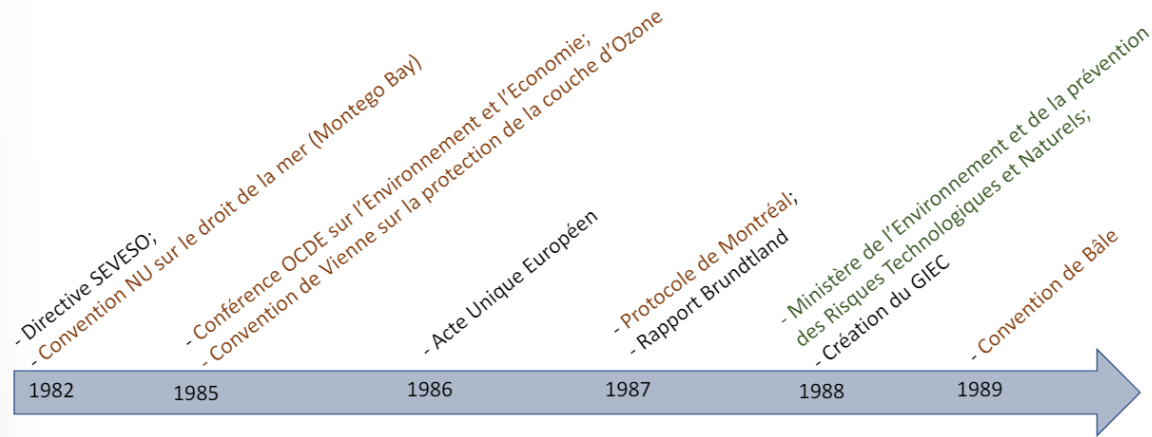 - Directive SEVESO;
- Convention NU sur le droit de la mer (Montego Bay)
- Conférence OCDE sur l'Environnement et l'Economie;
- Convention de Vienne sur la protection de la couche d'Ozone
- Acte Unique Européen
- Protocole de Montréal;
- Rapport Brundtland
- Ministère de l'Environnement et de la prévention
des Risques Technologiques et Naturels;
- Création du GIEC
- Convention de Bâle
1982
1985
1986
1987
1988
1989